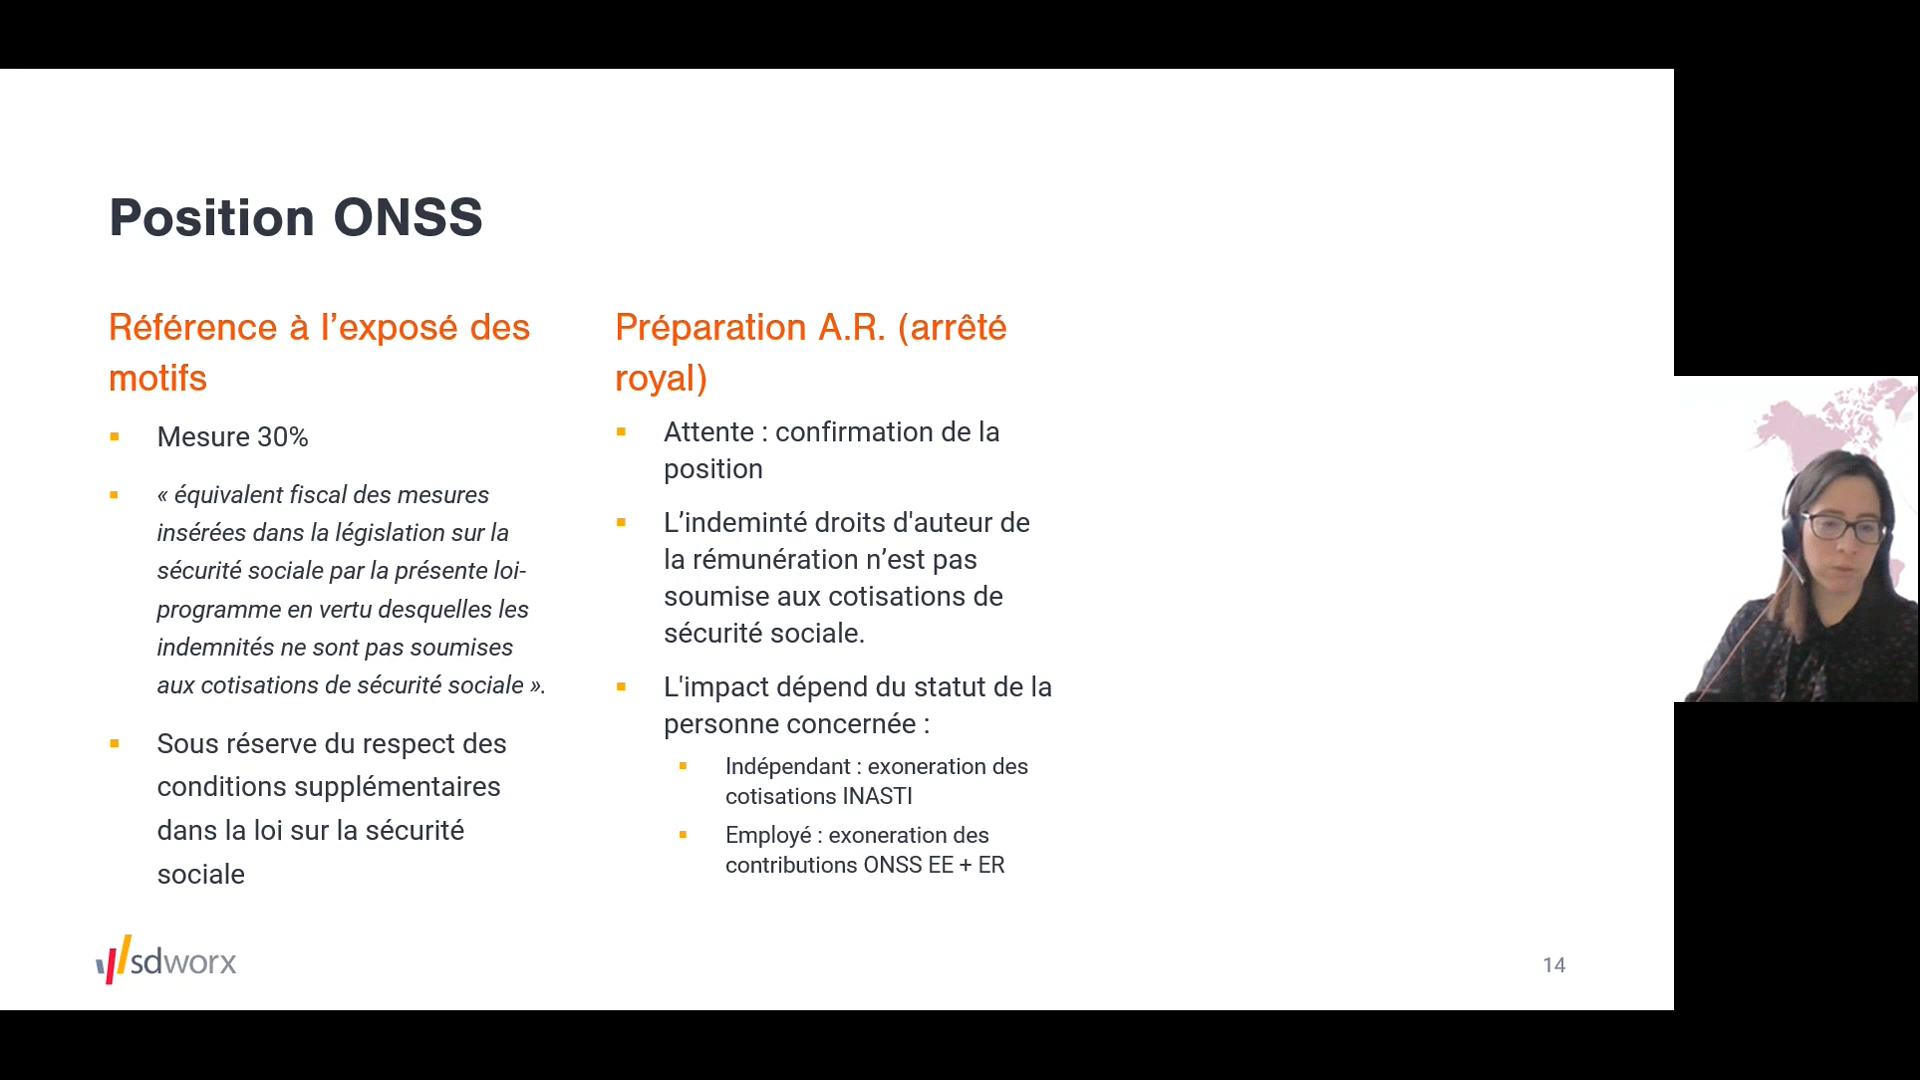 Position ONSS
Référence à l’exposé des
motifs
Mesure 30%
« équivalent fiscal des mesures
insérées dans la législation sur la
sécurité sociale par la présente loi-
programme en vertu desquelles les
indemnités ne sont pas soumises
aux cotisations de sécurité sociale ».
Sous réserve du respect des
conditions supplémentaires
dans la loi sur la sécurité
sociale
Préparation A.R. (arrêté
royal)
Attente : confirmation de la
position
L’indeminté droits d'auteur de
la rémunération n’est pas
soumise aux cotisations de
sécurité sociale.
L'impact dépend du statut de la
personne concernée :
Indépendant : exoneration des
cotisations INASTI
Employé : exoneration des
contributions ONSS EE + ER
sdworx
14